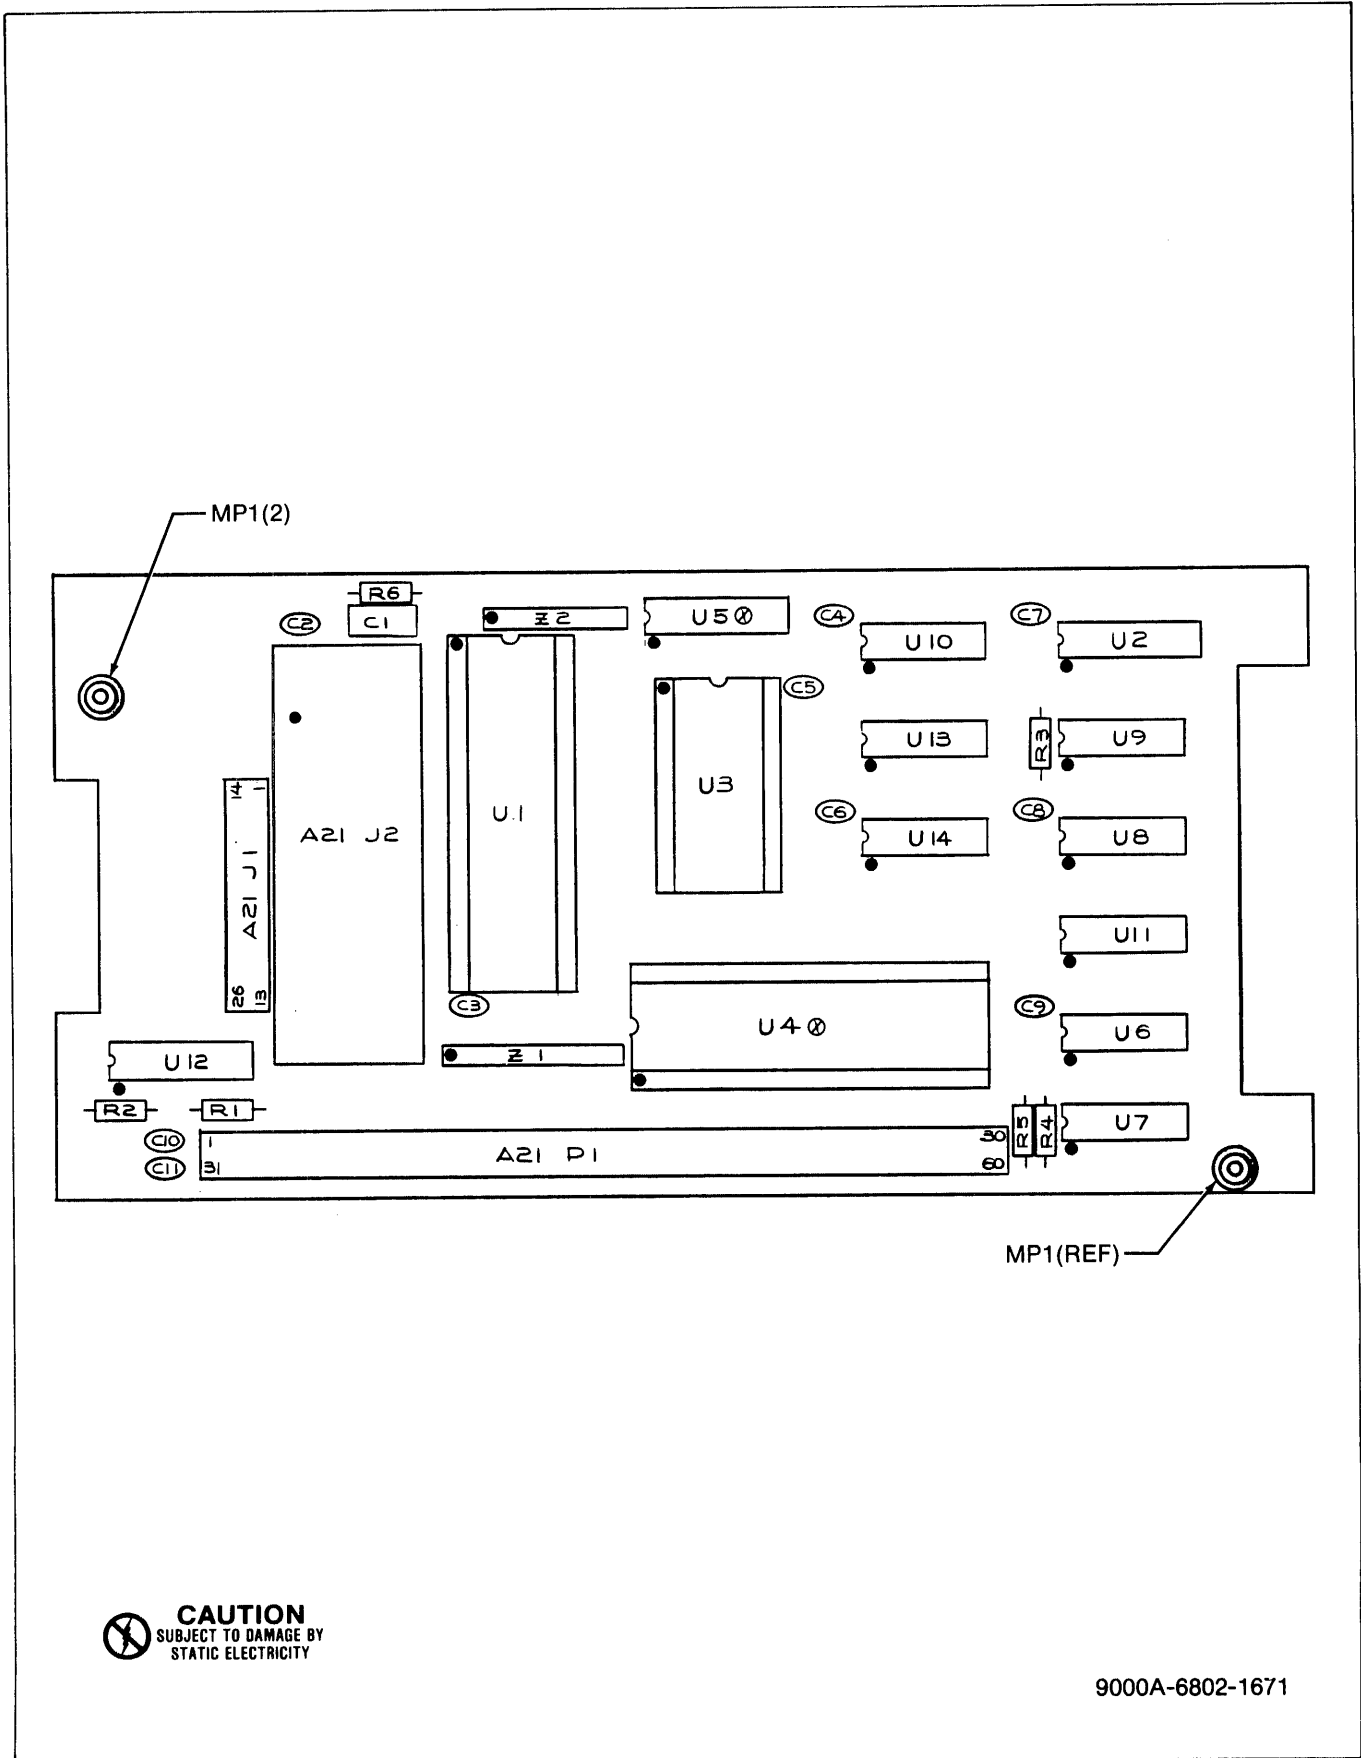 MP1(2)
R6
C2
C1
Z2
U5
C4
C7
U10
U2
C5
U13
R3
U9
14 1
A21 J1
26 13
A21 J2
U.1
U3
C6
C8
U14
U8
U11
C3
C9
U4
U6
U12
Z 1
R2
R1
R5
R4
U7
C10
C11
1
31
A21 P1
30
60
MP1(REF)
CAUTION
SUBJECT TO DAMAGE BY
STATIC ELECTRICITY
9000A-6802-1671